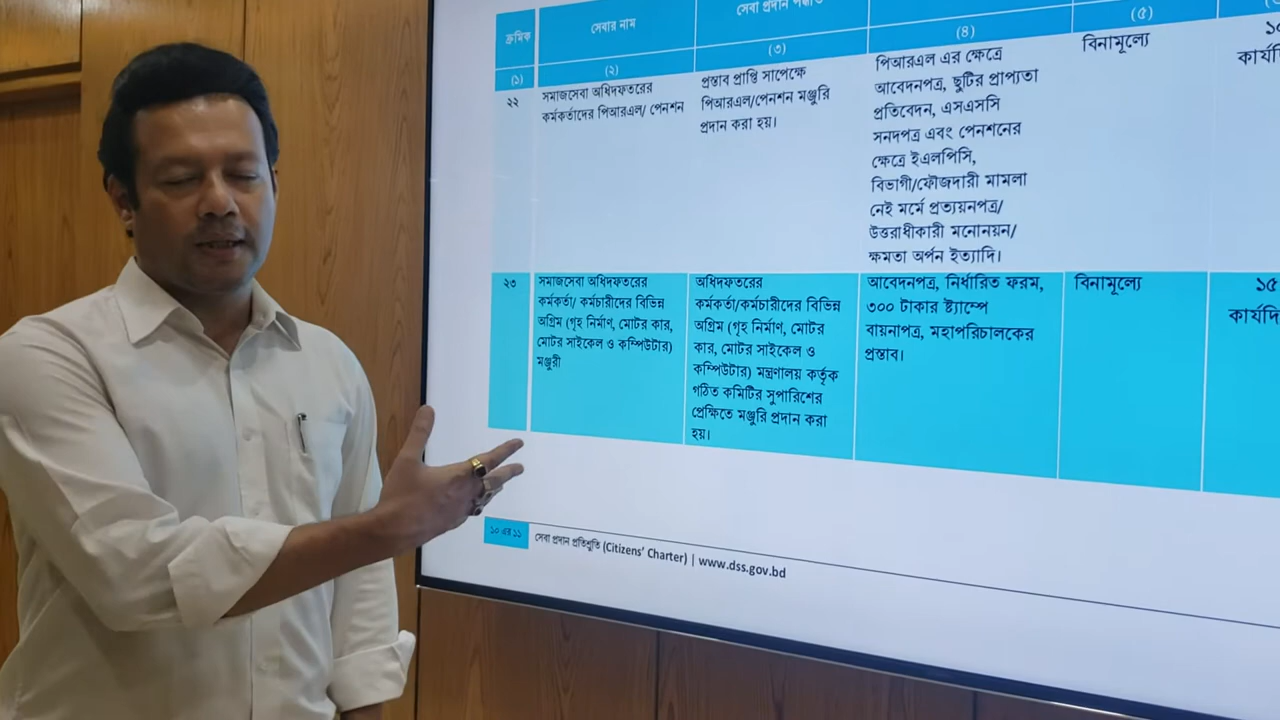 ক্রমিক
সেবার নাম
সেবা প্রদান পদ্ধতি
(১)
(২)
(৩)
(৪)
(৫)
২২
সমাজসেবা অধিদফতরের
কর্মকর্তাদের পিআরএল/ পেনশন
প্রস্তাব প্রাপ্তি সাপেক্ষে
পিআরএল/পেনশন মঞ্জুরি
প্রদান করা হয়।
পিআরএল এর ক্ষেত্রে
আবেদনপত্র, ছুটির প্রাপ্যতা
প্রতিবেদন, এসএসসি
সনদপত্র এবং পেনশনের
ক্ষেত্রে ইএলপিসি,
বিভাগী/ফৌজদারী মামলা
নেই মর্মে প্রত্যয়নপত্র/
উত্তরাধীকারী মনোনয়ন/
ক্ষমতা অর্পন ইত্যাদি।
বিনামূল্যে
২৩
সমাজসেবা অধিদফতরের
কর্মকর্তা/ কর্মচারীদের বিভিন্ন
অগ্রিম (গৃহ নির্মাণ, মোটর কার,
মোটর সাইকেল ও কম্পিউটার)
মঞ্জুরী
অধিদফতরের
কর্মকর্তা/কর্মচারীদের বিভিন্ন
অগ্রিম (গৃহ নির্মাণ, মোটর
কার, মোটর সাইকেল ও
কম্পিউটার) মন্ত্রণালয় কর্তৃক
গঠিত কমিটির সুপারিশের
প্রেক্ষিতে মঞ্জুরি প্রদান করা
হয়।
আবেদনপত্র, নির্ধারিত ফরম,
৩০০ টাকার ষ্ট্যাম্পে
বায়নাপত্র, মহাপরিচালকের
প্রস্তাব।
বিনামূল্যে
১৫
১০ এর ১১
সেবা প্রদান প্রতিশ্রুতি (Citizens' Charter) | www.dss.gov.bd